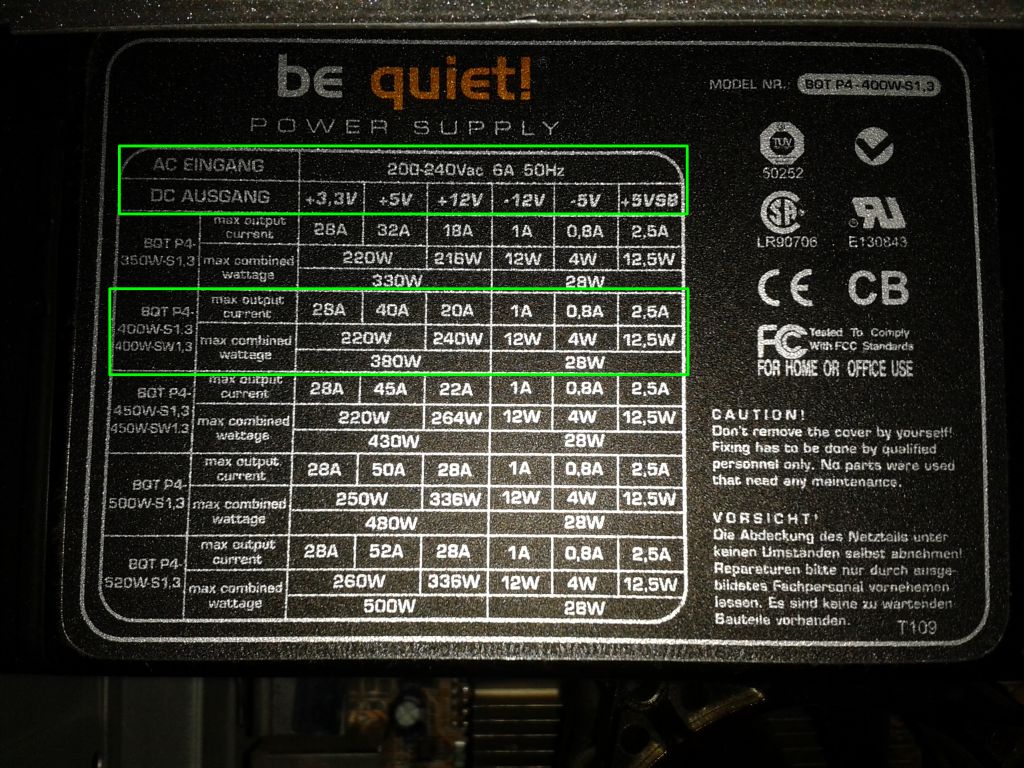 be quiet!
POWER SUPPLY
MODEL NR.: BQT P4-400W-S1,3
AC EINGANG 200-240Vac 6A 50Hz
DC AUSGANG +3,3V +5V +12V -12V -5V +5VSB
BQT P4-
350W-S1,3
max output
current 28A 32A 18A 1A 0,8A 2,5A
max combined
wattage 220W 216W 12W 4W 12,5W
330W 28W
BQT P4-
400W-S1,3
400W-SW1,3
max output
current 28A 40A 20A 1A 0,8A 2,5A
max combined
wattage 220W 240W 12W 4W 12,5W
380W 28W
BQT P4-
450W-S1,3
450W-SW1,3
max output
current 28A 45A 22A 1A 0,8A 2,5A
max combined
wattage 220W 264W 12W 4W 12,5W
430W 28W
BQT P4-
500W-S1,3
max output
current 28A 50A 28A 1A 0,8A 2,5A
max combined
wattage 250W 336W 12W 4W 12,5W
480W 28W
BQT P4-
520W-S1,3
max output
current 28A 52A 28A 1A 0,8A 2,5A
max combined
wattage 260W 336W 12W 4W 12,5W
500W 28W
TÜV
50252
SA
LR90706
RU
E130843
CE CB
FC Tested To Comply
With FCC Standards
FOR HOME OR OFFICE USE
CAUTION!
Don't remove the cover by yourself!
Fixing has to be done by qualified
personnel only. No parts ware used
that need any maintenance.
VORSICHT!
Die Abdeckung des Netzteils unter
keinen Umständen selbst abnehmen!
Reparaturen bitte nur durch ausge-
bildetes Fachpersonal vornehemen
lassen. Es sind keine zu wartenden
Bauteile vorhanden.
T109